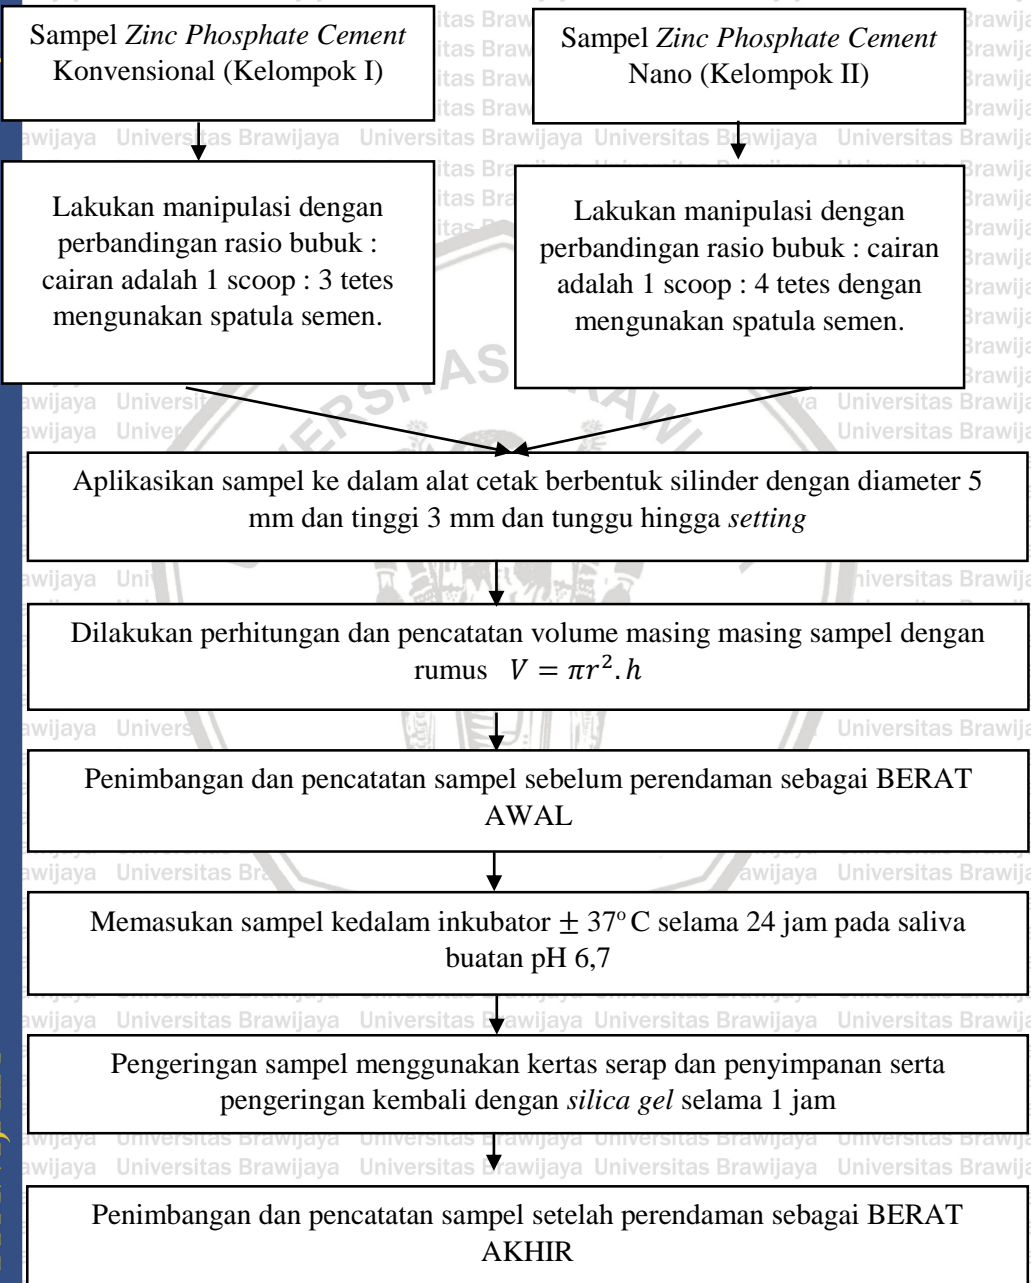 Sampel Zinc Phosphate Cement
Konvensional (Kelompok I)
Sampel Zinc Phosphate Cement
Nano (Kelompok II)
Lakukan manipulasi dengan
perbandingan rasio bubuk :
cairan adalah 1 scoop : 3 tetes
mengunakan spatula semen.
Lakukan manipulasi dengan
perbandingan rasio bubuk : cairan
adalah 1 scoop : 4 tetes dengan
mengunakan spatula semen.
Aplikasikan sampel ke dalam alat cetak berbentuk silinder dengan diameter 5
mm dan tinggi 3 mm dan tunggu hingga setting
Dilakukan perhitungan dan pencatatan volume masing masing sampel dengan
rumus V = πr².h
Penimbangan dan pencatatan sampel sebelum perendaman sebagai BERAT
AWAL
Memasukan sampel kedalam inkubator ± 37° C selama 24 jam pada saliva
buatan pH 6,7
Pengeringan sampel menggunakan kertas serap dan penyimpanan serta
pengeringan kembali dengan silica gel selama 1 jam
Penimbangan dan pencatatan sampel setelah perendaman sebagai BERAT
AKHIR